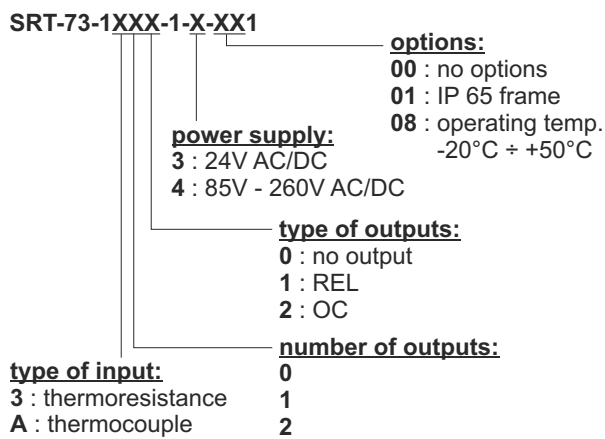 SRT-73-1XXX-1-X-XX1
options:
00 : no options
01 : IP 65 frame
08 : operating temp.
-20°C ÷ +50°C
power supply:
3 : 24V AC/DC
4 : 85V - 260V AC/DC
type of outputs:
0 : no output
1 : REL
2 : OC
number of outputs:
0
1
2
type of input:
3 : thermoresistance
A : thermocouple